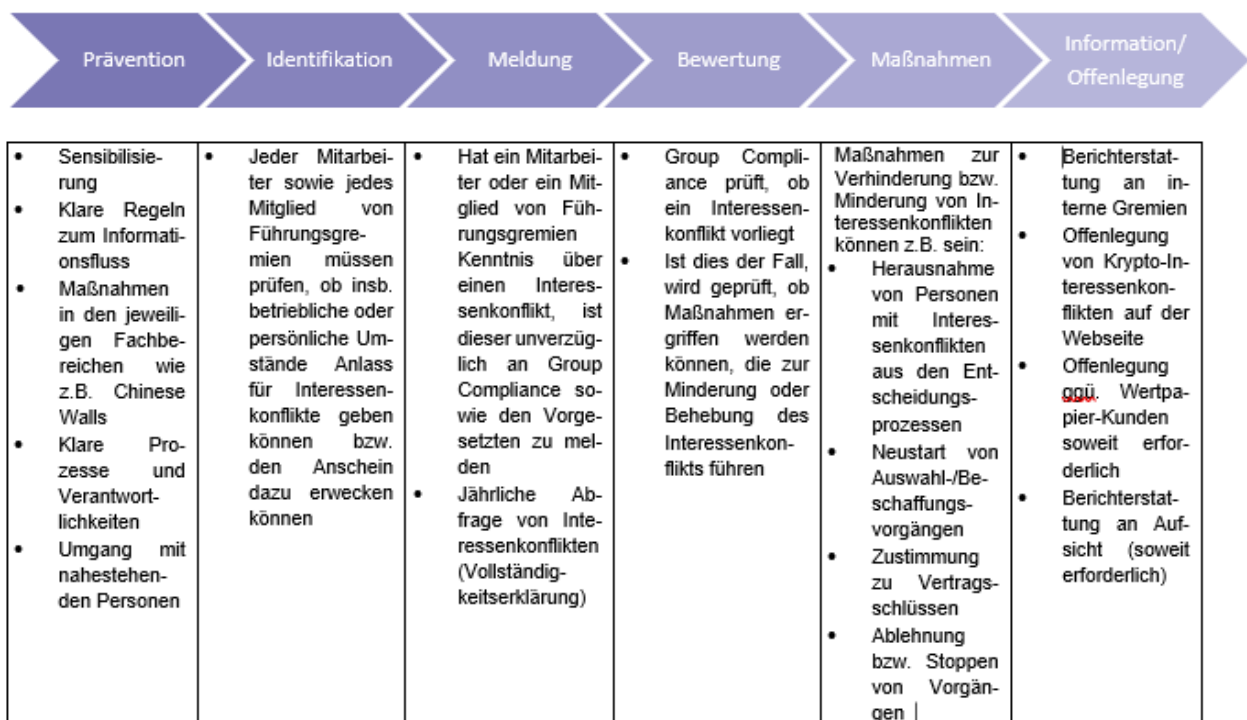 Prävention
Identifikation
Meldung
Bewertung
Maßnahmen
Information/
Offenlegung
• Sensibilisie-
rung
• Klare Regeln
zum Informati-
onsfluss
• Maßnahmen
in den jeweili-
gen Fachbe-
reichen wie
z.B. Chinese
Walls
• Klare Pro-
zesse und
Verantwort-
lichkeiten
• Umgang mit
nahestehen-
den Personen
• Jeder Mitarbei-
ter sowie jedes
Mitglied von
Führungsgre-
mien müssen
prüfen, ob insb.
betriebliche oder
persönliche Um-
stände Anlass
für Interessen-
konflikte geben
können bzw.
den Anschein
dazu erwecken
können
• Hat ein Mitarbei-
ter oder ein Mit-
glied von Füh-
rungsgremien
Kenntnis über
einen Interes-
senkonflikt, ist
dieser unverzüg-
lich an Group
Compliance so-
wie den Vorge-
setzten zu mel-
den
• Jährliche Ab-
frage von Inte-
ressenkonflikten
(Vollständig-
keitserklärung)
• Group Compli-
ance prüft, ob
ein Interessen-
konflikt vorliegt
• Ist dies der Fall,
wird geprüft, ob
Maßnahmen er-
griffen werden
können, die zur
Minderung oder
Behebung des
Interessenkon-
flikts führen
Maßnahmen zur
Verhinderung bzw.
Minderung von In-
teressenkonflikten
können z.B. sein:
• Herausnahme
von Personen
mit Interes-
senkonflikten
aus den Ent-
scheidungs-
prozessen
• Neustart von
Auswahl-/Be-
schaffungs-
vorgängen
• Zustimmung
zu Vertrags-
schlüssen
• Ablehnung
bzw. Stoppen
von Vorgän-
gen
• Berichterstat-
tung an in-
terne Gremien
• Offenlegung
von Krypto-In-
teressenkon-
flikten auf der
Webseite
• Offenlegung
ggü. Wertpa-
pier-Kunden
soweit erfor-
derlich
• Berichterstat-
tung an Auf-
sicht (soweit
erforderlich)